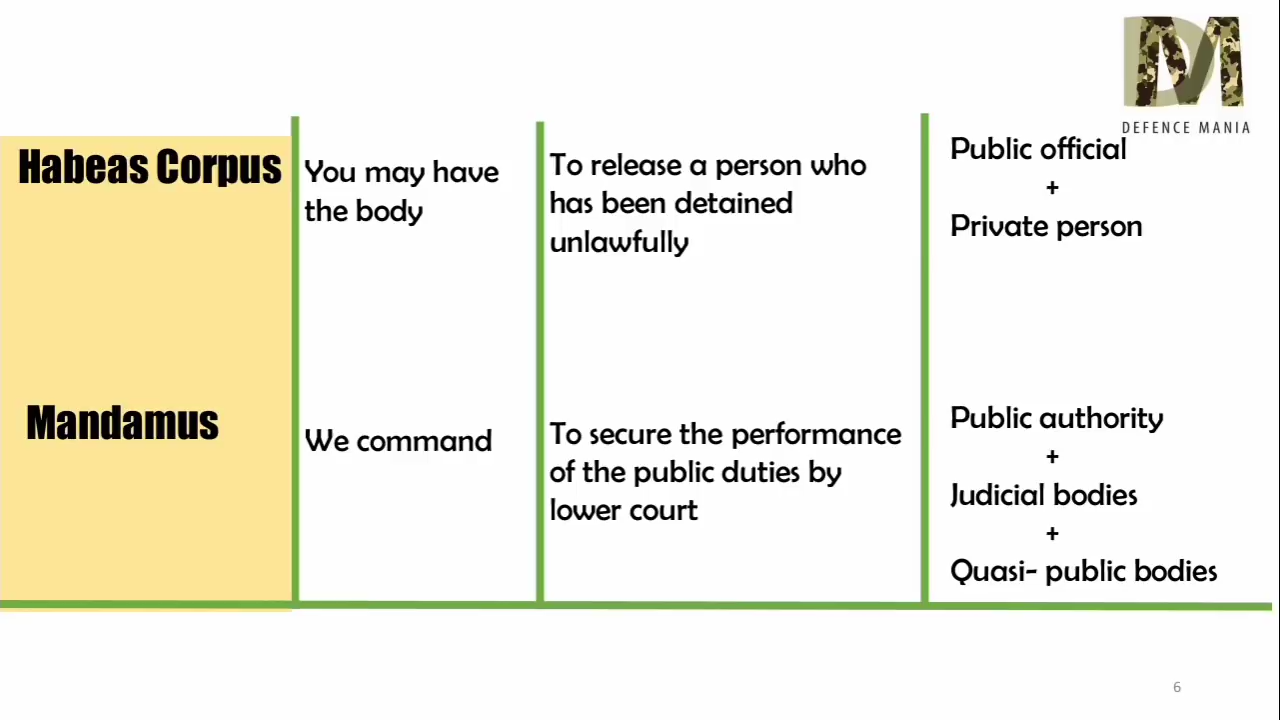 DM
DEFENCE MANIA
Habeas Corpus
You may have
the body
To release a person who
has been detained
unlawfully
Public official
+
Private person
Mandamus
We command
To secure the performance
of the public duties by
lower court
Public authority
+
Judicial bodies
+
Quasi- public bodies
6